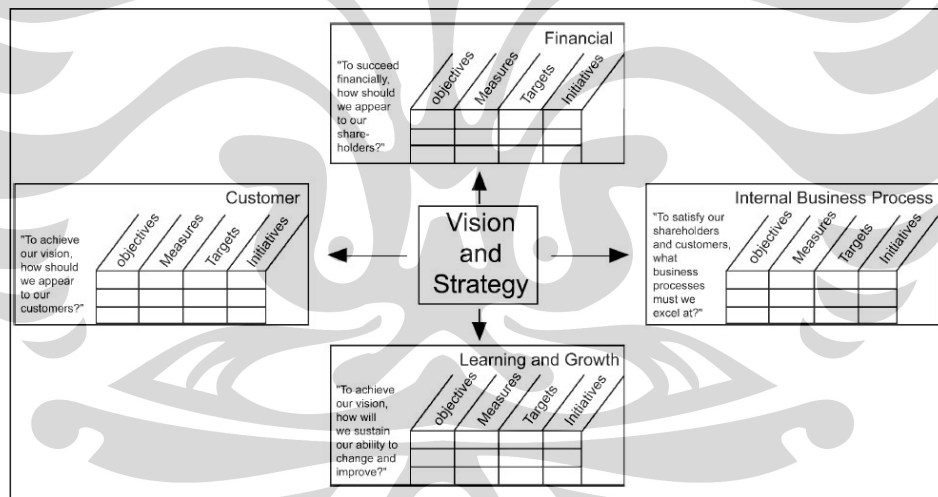 Financial
"To succeed
financially,
how should
we appear
to our
share-
holders?"
objectives
Measures
Targets
Initiatives
Customer
"To achieve
our vision,
how should
we appear
to our
customers?"
objectives
Measures
Targets
Initiatives
Vision
and
Strategy
Internal Business Process
"To satisfy our
shareholders
and customers,
what
business
processes
must we
excel at?"
objectives
Measures
Targets
Initiatives
Learning and Growth
"To achieve
our vision,
how will
we sustain
our ability to
change and
improve?"
objectives
Measures
Targets
Initiatives